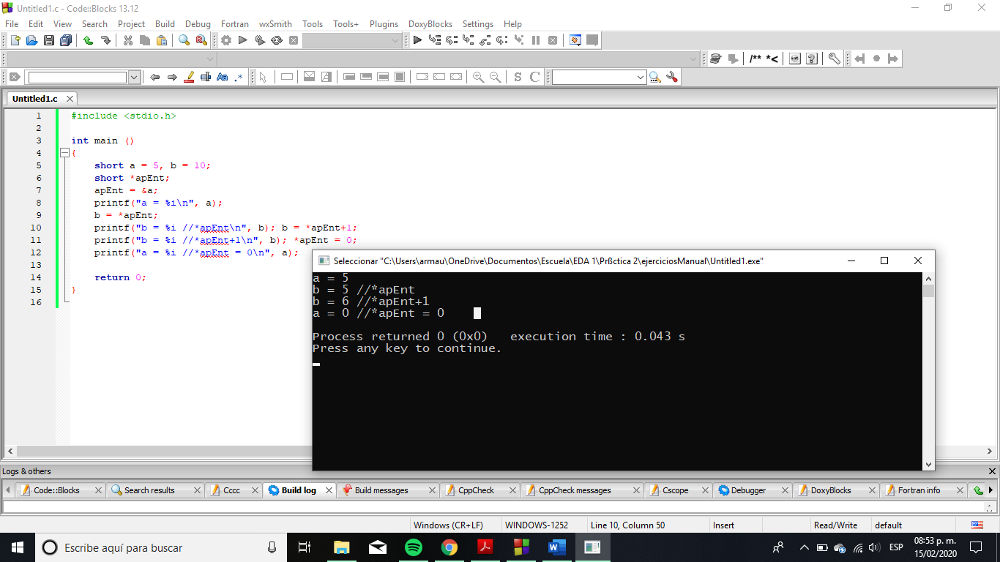 Untitled1.c - Code::Blocks 13.12
File Edit View Search Project Build Debug Fortran wxSmith Tools Tools+ Plugins DoxyBlocks Settings Help
/** *<
Aa .*
S C
Untitled1.c
1 #include <stdio.h>
2
3 int main ()
4 {
5 short a = 5, b = 10;
6 short *apEnt;
7 apEnt = &a;
8 printf("a = %i\n", a);
9 b = *apEnt;
10 printf("b = %i //*apEnt\n", b); b = *apEnt+1;
11 printf("b = %i //*apEnt+1\n", b); *apEnt = 0;
12 printf("a = %i //*apEnt = 0\n", a);
13
14 return 0;
15 }
16
Seleccionar "C:\Users\armau\OneDrive\Documentos\Escuela\EDA 1\Prßctica 2\ejerciciosManual\Untitled1.exe"
a = 5
b = 5 //*apEnt
b = 6 //*apEnt+1
a = 0 //*apEnt = 0
Process returned 0 (0x0) execution time : 0.043 s
Press any key to continue.
Logs & others
Code::Blocks Search results Cccc Build log Build messages CppCheck CppCheck messages Cscope Debugger DoxyBlocks Fortran info
Windows (CR+LF) WINDOWS-1252 Line 10, Column 50 Insert Read/Write default
Escribe aquí para buscar
ESP
08:53 p. m.
15/02/2020